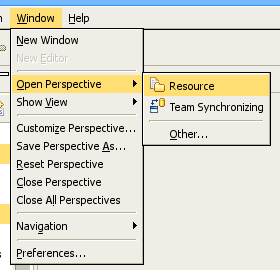 Window Help
New Window
New Editor
Open Perspective
Resource
Show View
Team Synchronizing
Customize Perspective...
Other...
Save Perspective As...
Reset Perspective
Close Perspective
Close All Perspectives
Navigation
Preferences...